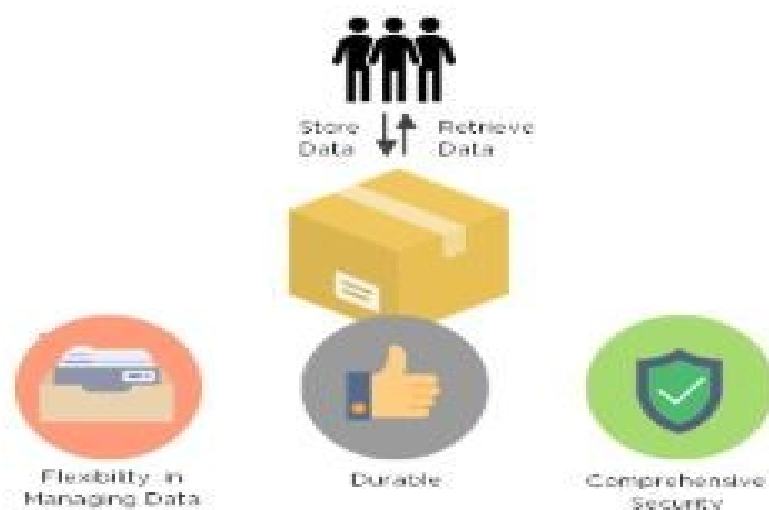 Store Retrieve
Data Data
Flexibility in
Managing Data
Durable
Comprehensive
Security